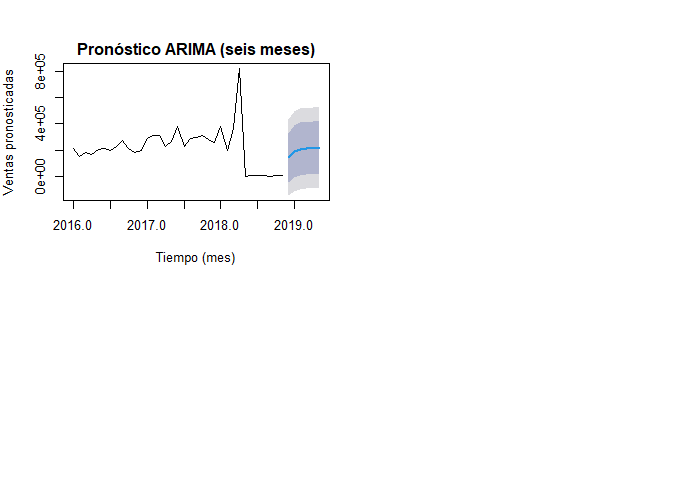 Pronóstico ARIMA (seis meses)
Ventas pronosticadas
8e+05
4e+05
0e+00
2016.0 2017.0 2018.0 2019.0
Tiempo (mes)